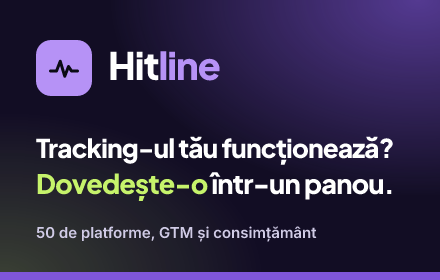 Hitline
Tracking-ul tău funcționează?
Dovedește-o într-un panou.
50 de platforme, GTM și consimțământ